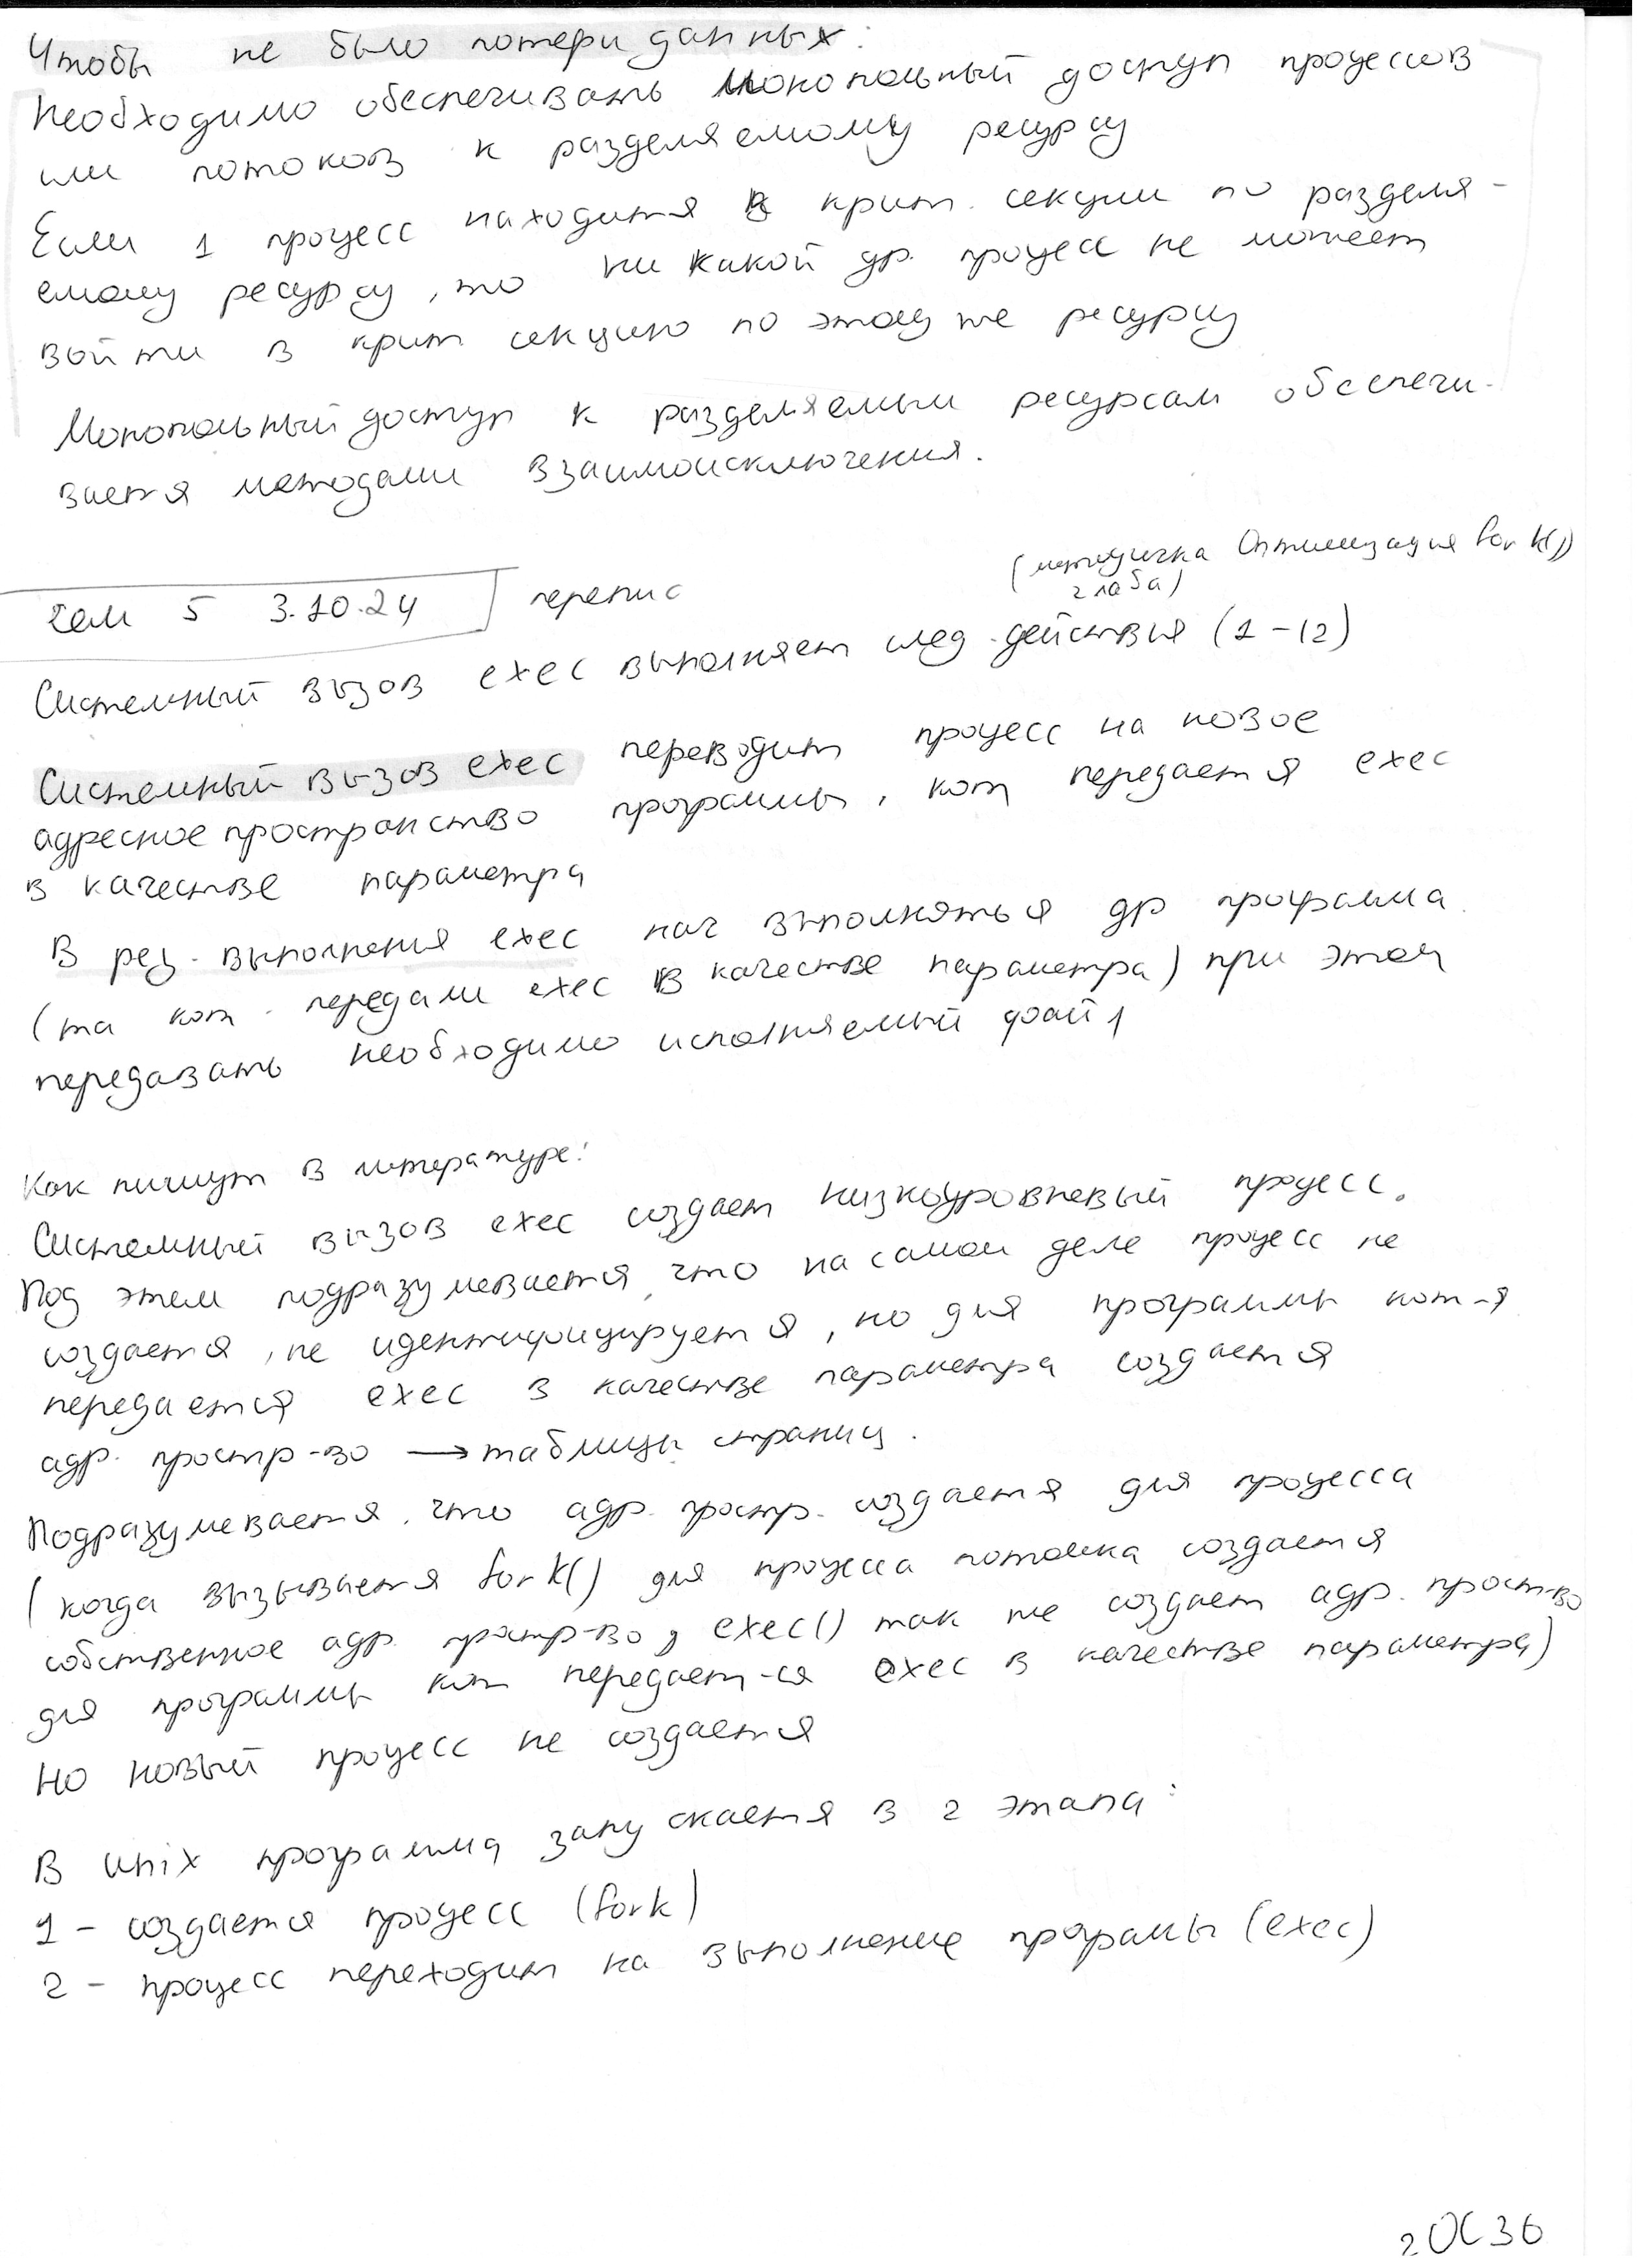 Чтобы не было потери данных:
Необходимо обеспечивать монопольный доступ процессов
или потоков к разделяемому ресурсу
Если 1 процесс находится в крит. секции по разделя-
емому ресурсу, то ни какой др. процесс не может
войти в крит секцию по этому же ресурсу
Монопольный доступ к разделяемым ресурсам обеспечи-
вается методами взаимоисключения.
(методичка Оптимизация fork())
2 лаба)
сем 5 3.10.24 перепис
Системный вызов exec выполняет след. действия (1-12)
Системный вызов exec переводит процесс на новое
адресное пространство программы, кот передается exec
в качестве параметра
В рез. выполнения exec нач выполняться др программа
(та кот. передали exec в качестве параметра) при этом
передавать необходимо исполняемый файл
Как пишут в литературе:
Системный вызов exec создает низкоуровневый процесс.
Под этим подразумевается, что на самом деле процесс не
создается, не идентифицируется, но для программы кот-я
передается exec в качестве параметра создается
адр. простр-во → таблицы страниц.
Подразумевается, что адр. простр. создается для процесса
(когда вызывается fork() для процесса потомка создается
собственное адр. простр-во, exec() так же создает адр. прост-во
для программы кот передает-ся exec в качестве параметра)
Но новый процесс не создается
В Unix программа запускается в 2 этапа:
1 - создается процесс (fork)
2 - процесс переходит на выполнение програмы (exec)
2ОС36